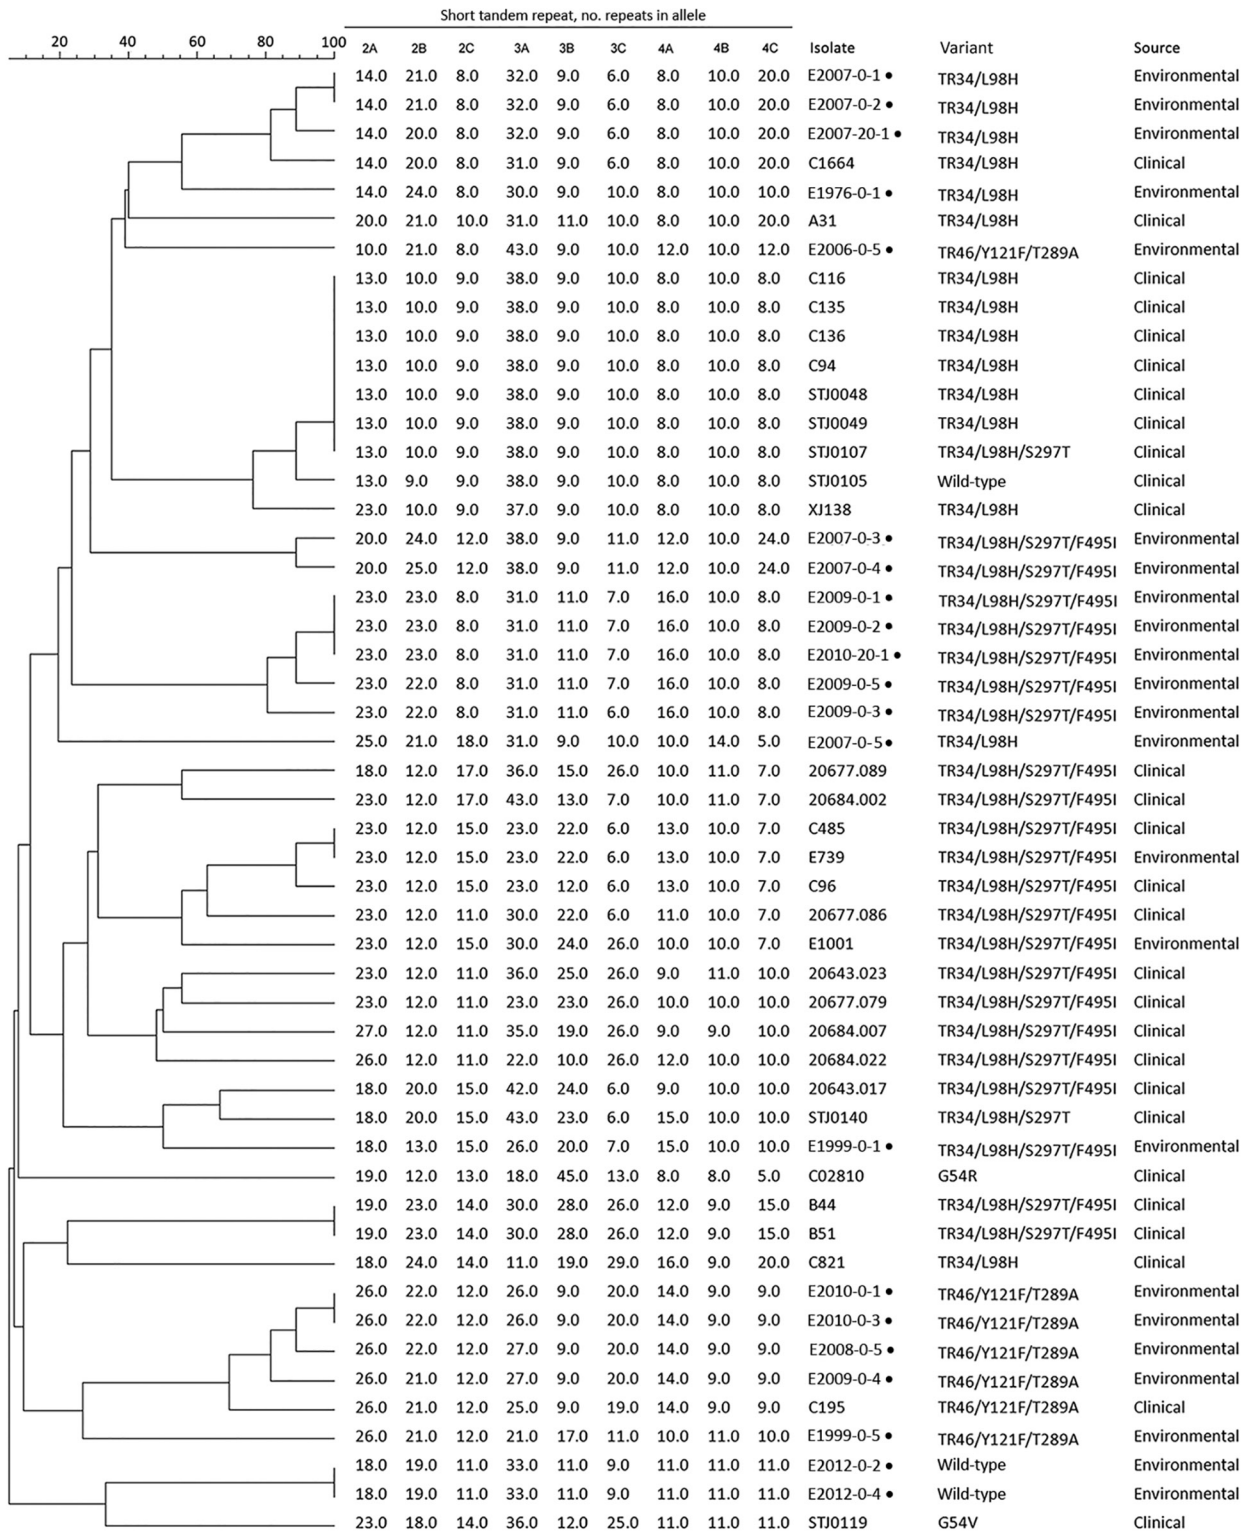 Short tandem repeat, no. repeats in allele
20 40 60 80 100 2A 2B 2C 3A 3B 3C 4A 4B 4C Isolate Variant Source
14.0 21.0 8.0 32.0 9.0 6.0 8.0 10.0 20.0 E2007-0-1 • TR34/L98H Environmental
14.0 21.0 8.0 32.0 9.0 6.0 8.0 10.0 20.0 E2007-0-2 • TR34/L98H Environmental
14.0 20.0 8.0 32.0 9.0 6.0 8.0 10.0 20.0 E2007-20-1 • TR34/L98H Environmental
14.0 20.0 8.0 31.0 9.0 6.0 8.0 10.0 20.0 C1664 TR34/L98H Clinical
14.0 24.0 8.0 30.0 9.0 10.0 8.0 10.0 10.0 E1976-0-1 • TR34/L98H Environmental
20.0 21.0 10.0 31.0 11.0 10.0 8.0 10.0 20.0 A31 TR34/L98H Clinical
10.0 21.0 8.0 43.0 9.0 10.0 12.0 10.0 12.0 E2006-0-5 • TR46/Y121F/T289A Environmental
13.0 10.0 9.0 38.0 9.0 10.0 8.0 10.0 8.0 C116 TR34/L98H Clinical
13.0 10.0 9.0 38.0 9.0 10.0 8.0 10.0 8.0 C135 TR34/L98H Clinical
13.0 10.0 9.0 38.0 9.0 10.0 8.0 10.0 8.0 C136 TR34/L98H Clinical
13.0 10.0 9.0 38.0 9.0 10.0 8.0 10.0 8.0 C94 TR34/L98H Clinical
13.0 10.0 9.0 38.0 9.0 10.0 8.0 10.0 8.0 STJ0048 TR34/L98H Clinical
13.0 10.0 9.0 38.0 9.0 10.0 8.0 10.0 8.0 STJ0049 TR34/L98H Clinical
13.0 10.0 9.0 38.0 9.0 10.0 8.0 10.0 8.0 STJ0107 TR34/L98H/S297T Clinical
13.0 9.0 9.0 38.0 9.0 10.0 8.0 10.0 8.0 STJ0105 Wild-type Clinical
23.0 10.0 9.0 37.0 9.0 10.0 8.0 10.0 8.0 XJ138 TR34/L98H Clinical
20.0 24.0 12.0 38.0 9.0 11.0 12.0 10.0 24.0 E2007-0-3 • TR34/L98H/S297T/F495I Environmental
20.0 25.0 12.0 38.0 9.0 11.0 12.0 10.0 24.0 E2007-0-4 • TR34/L98H/S297T/F495I Environmental
23.0 23.0 8.0 31.0 11.0 7.0 16.0 10.0 8.0 E2009-0-1 • TR34/L98H/S297T/F495I Environmental
23.0 23.0 8.0 31.0 11.0 7.0 16.0 10.0 8.0 E2009-0-2 • TR34/L98H/S297T/F495I Environmental
23.0 23.0 8.0 31.0 11.0 7.0 16.0 10.0 8.0 E2010-20-1 • TR34/L98H/S297T/F495I Environmental
23.0 22.0 8.0 31.0 11.0 7.0 16.0 10.0 8.0 E2009-0-5 • TR34/L98H/S297T/F495I Environmental
23.0 22.0 8.0 31.0 11.0 6.0 16.0 10.0 8.0 E2009-0-3 • TR34/L98H/S297T/F495I Environmental
25.0 21.0 18.0 31.0 9.0 10.0 10.0 14.0 5.0 E2007-0-5 • TR34/L98H Environmental
18.0 12.0 17.0 36.0 15.0 26.0 10.0 11.0 7.0 20677.089 TR34/L98H/S297T/F495I Clinical
23.0 12.0 17.0 43.0 13.0 7.0 10.0 11.0 7.0 20684.002 TR34/L98H/S297T/F495I Clinical
23.0 12.0 15.0 23.0 22.0 6.0 13.0 10.0 7.0 C485 TR34/L98H/S297T/F495I Clinical
23.0 12.0 15.0 23.0 22.0 6.0 13.0 10.0 7.0 E739 TR34/L98H/S297T/F495I Environmental
23.0 12.0 15.0 23.0 12.0 6.0 13.0 10.0 7.0 C96 TR34/L98H/S297T/F495I Clinical
23.0 12.0 11.0 30.0 22.0 6.0 11.0 10.0 7.0 20677.086 TR34/L98H/S297T/F495I Clinical
23.0 12.0 15.0 30.0 24.0 26.0 10.0 10.0 7.0 E1001 TR34/L98H/S297T/F495I Environmental
23.0 12.0 11.0 36.0 25.0 26.0 9.0 11.0 10.0 20643.023 TR34/L98H/S297T/F495I Clinical
23.0 12.0 11.0 23.0 23.0 26.0 10.0 10.0 10.0 20677.079 TR34/L98H/S297T/F495I Clinical
27.0 12.0 11.0 35.0 19.0 26.0 9.0 9.0 10.0 20684.007 TR34/L98H/S297T/F495I Clinical
26.0 12.0 11.0 22.0 10.0 26.0 12.0 10.0 10.0 20684.022 TR34/L98H/S297T/F495I Clinical
18.0 20.0 15.0 42.0 24.0 6.0 9.0 10.0 10.0 20643.017 TR34/L98H/S297T/F495I Clinical
18.0 20.0 15.0 43.0 23.0 6.0 15.0 10.0 10.0 STJ0140 TR34/L98H/S297T Clinical
18.0 13.0 15.0 26.0 20.0 7.0 15.0 10.0 10.0 E1999-0-1 • TR34/L98H/S297T/F495I Environmental
19.0 12.0 13.0 18.0 45.0 13.0 8.0 8.0 5.0 C02810 G54R Clinical
19.0 23.0 14.0 30.0 28.0 26.0 12.0 9.0 15.0 B44 TR34/L98H/S297T/F495I Clinical
19.0 23.0 14.0 30.0 28.0 26.0 12.0 9.0 15.0 B51 TR34/L98H/S297T/F495I Clinical
18.0 24.0 14.0 11.0 19.0 29.0 16.0 9.0 20.0 C821 TR34/L98H Clinical
26.0 22.0 12.0 26.0 9.0 20.0 14.0 9.0 9.0 E2010-0-1 • TR46/Y121F/T289A Environmental
26.0 22.0 12.0 26.0 9.0 20.0 14.0 9.0 9.0 E2010-0-3 • TR46/Y121F/T289A Environmental
26.0 22.0 12.0 27.0 9.0 20.0 14.0 9.0 9.0 E2008-0-5 • TR46/Y121F/T289A Environmental
26.0 21.0 12.0 27.0 9.0 20.0 14.0 9.0 9.0 E2009-0-4 • TR46/Y121F/T289A Environmental
26.0 21.0 12.0 25.0 9.0 19.0 14.0 9.0 9.0 C195 TR46/Y121F/T289A Clinical
26.0 21.0 12.0 21.0 17.0 11.0 10.0 11.0 10.0 E1999-0-5 • TR46/Y121F/T289A Environmental
18.0 19.0 11.0 33.0 11.0 9.0 11.0 11.0 11.0 E2012-0-2 • Wild-type Environmental
18.0 19.0 11.0 33.0 11.0 9.0 11.0 11.0 11.0 E2012-0-4 • Wild-type Environmental
23.0 18.0 14.0 36.0 12.0 25.0 11.0 11.0 11.0 STJ0119 G54V Clinical